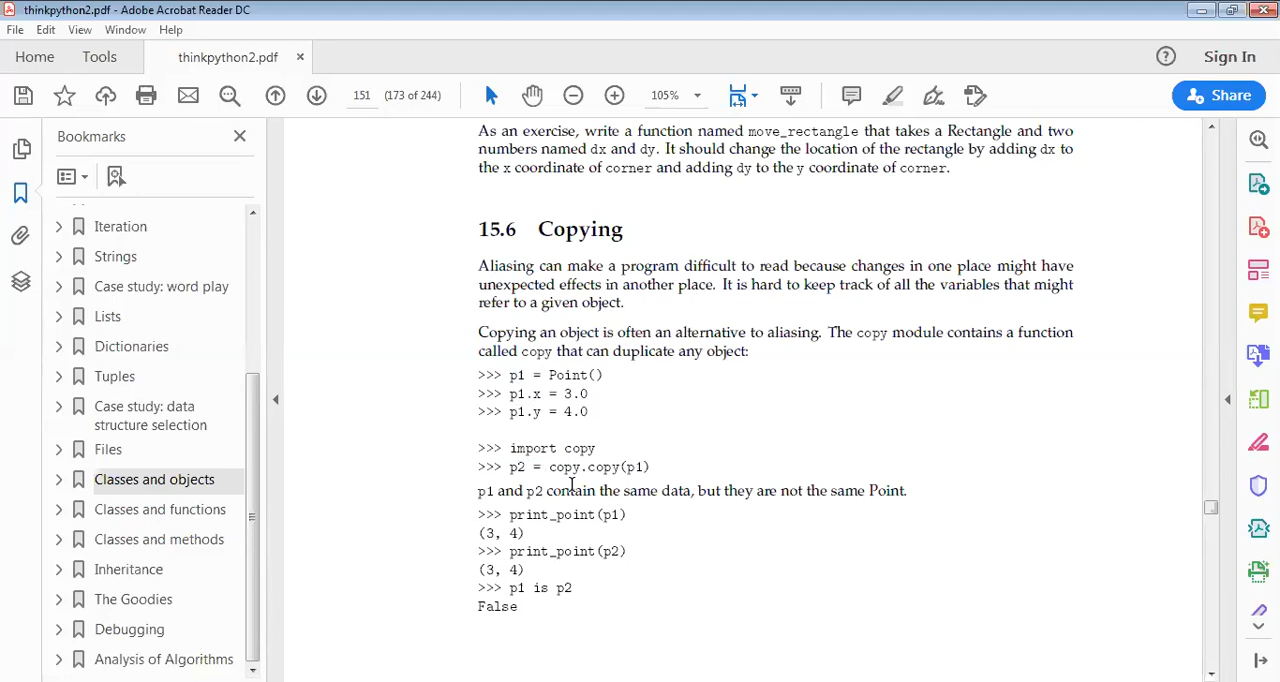 thinkpython2.pdf - Adobe Acrobat Reader DC
File Edit View Window Help
Home Tools thinkpython2.pdf × Sign In
151 (173 of 244) 105% Share
Bookmarks
Iteration
Strings
Case study: word play
Lists
Dictionaries
Tuples
Case study: data
structure selection
Files
Classes and objects
Classes and functions
Classes and methods
Inheritance
The Goodies
Debugging
Analysis of Algorithms
As an exercise, write a function named move_rectangle that takes a Rectangle and two
numbers named dx and dy. It should change the location of the rectangle by adding dx to
the x coordinate of corner and adding dy to the y coordinate of corner.
15.6 Copying
Aliasing can make a program difficult to read because changes in one place might have
unexpected effects in another place. It is hard to keep track of all the variables that might
refer to a given object.
Copying an object is often an alternative to aliasing. The copy module contains a function
called copy that can duplicate any object:
>>> p1 = Point()
>>> p1.x = 3.0
>>> p1.y = 4.0
>>> import copy
>>> p2 = copy.copy(p1)
p1 and p2 contain the same data, but they are not the same Point.
>>> print_point(p1)
(3, 4)
>>> print_point(p2)
(3, 4)
>>> p1 is p2
False